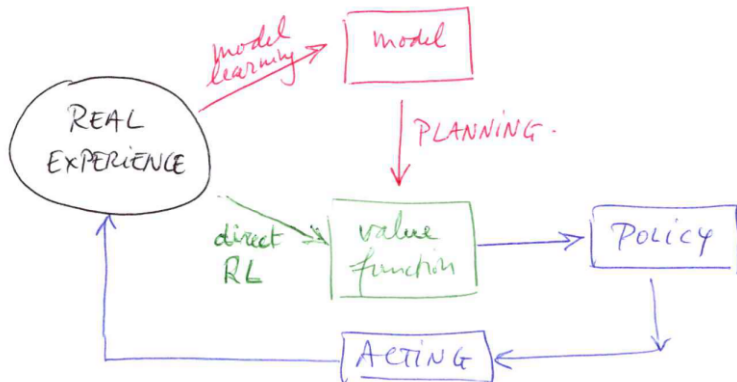 model
learning
model
REAL
EXPERIENCE
PLANNING.
direct
RL
value
function
POLICY
ACTING